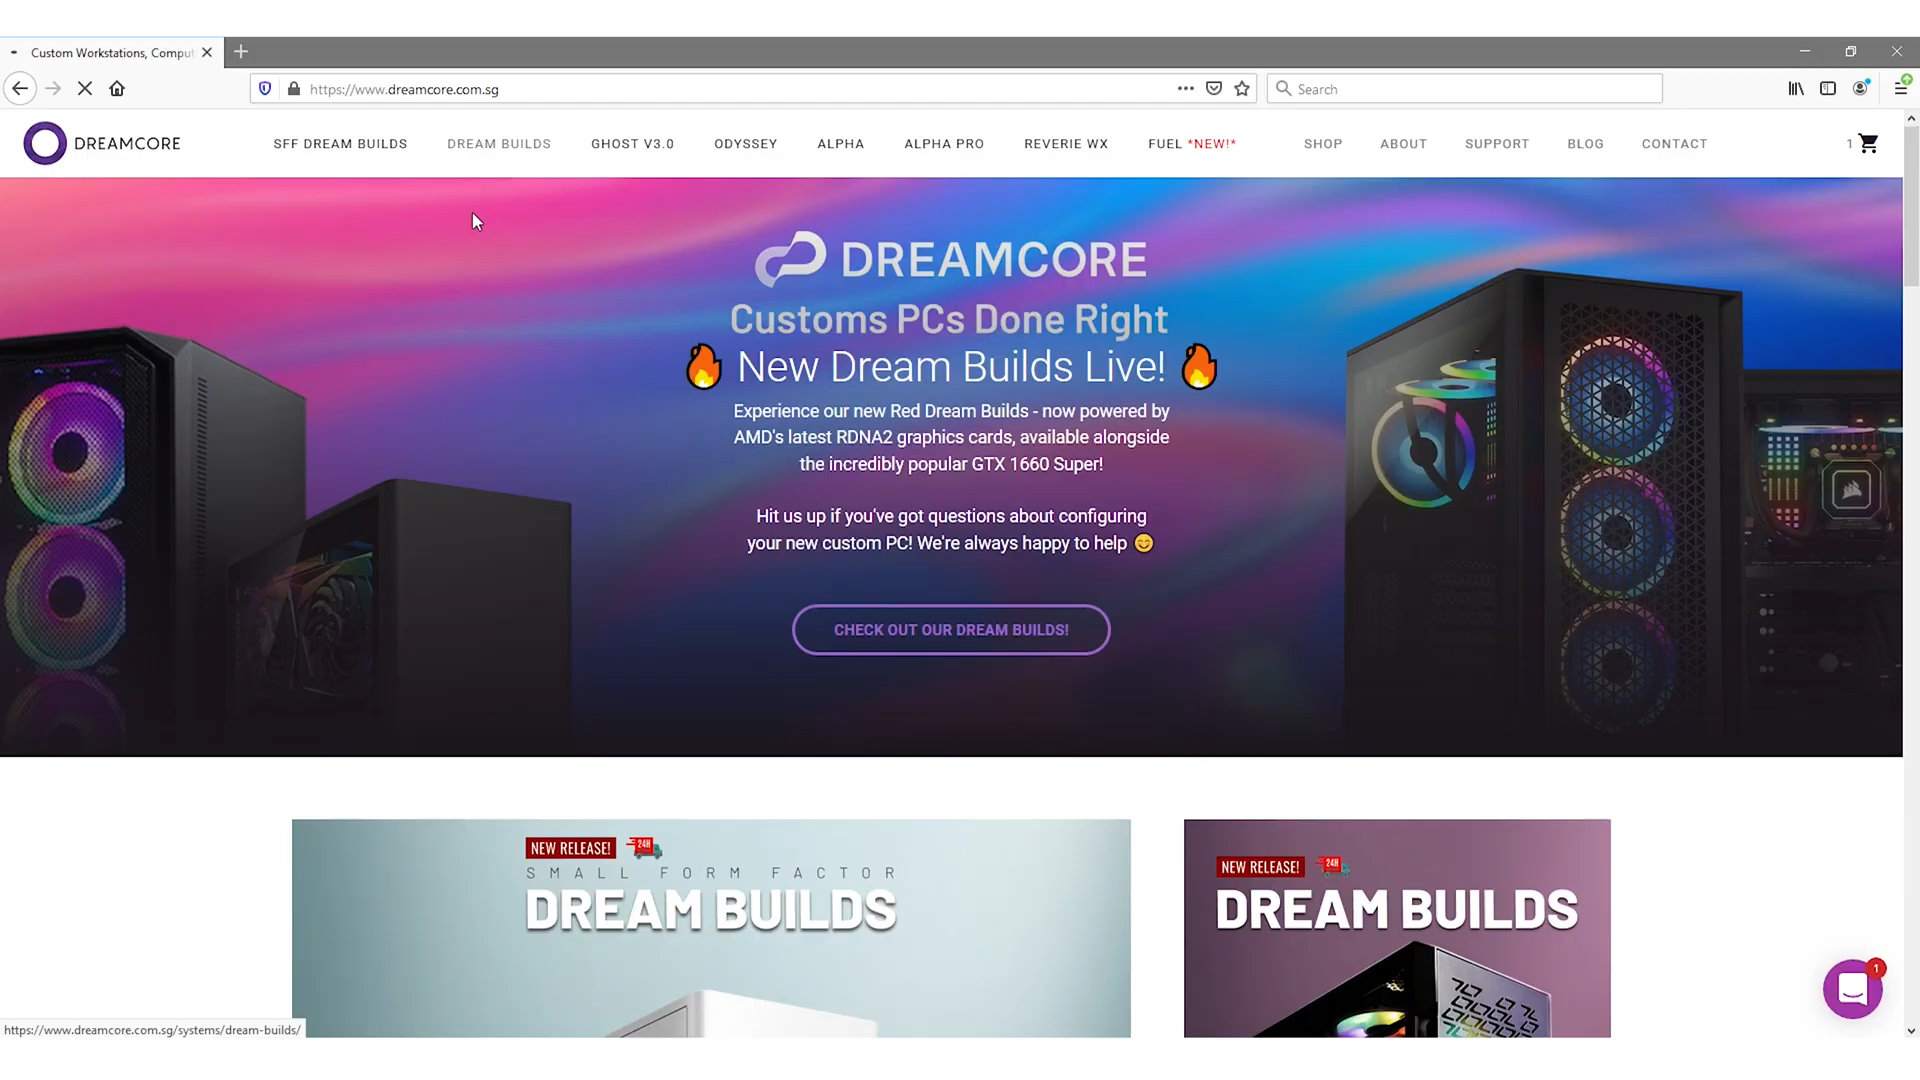 Custom Workstations, Comput
https://www.dreamcore.com.sg
Search
DREAMCORE
SFF DREAM BUILDS
DREAM BUILDS
GHOST V3.0
ODYSSEY
ALPHA
ALPHA PRO
REVERIE WX
FUEL *NEW!*
SHOP
ABOUT
SUPPORT
BLOG
CONTACT
1
DREAMCORE
Customs PCs Done Right
🔥 New Dream Builds Live! 🔥
Experience our new Red Dream Builds - now powered by
AMD's latest RDNA2 graphics cards, available alongside
the incredibly popular GTX 1660 Super!
Hit us up if you've got questions about configuring
your new custom PC! We're always happy to help 😊
CHECK OUT OUR DREAM BUILDS!
NEW RELEASE! 24H
SMALL FORM FACTOR
DREAM BUILDS
NEW RELEASE! 24H
DREAM BUILDS
1
https://www.dreamcore.com.sg/systems/dream-builds/